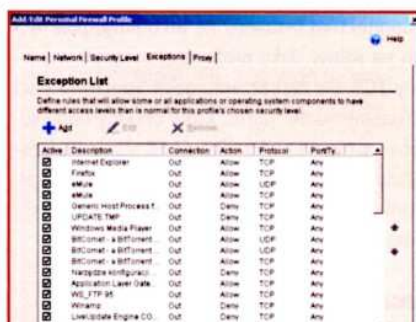 Add/Edit Personal Firewall Profile
Help
Name | Network | Security Level | Exceptions | Proxy
Exception List
Define rules that will allow some or all applications or operating system components to have
different access levels than is normal for this profile's chosen security level.
Add Edit Remove
Active Description Connection Action Protocol Port/Ty...
Internet Explorer Out Allow TCP Any
Firefox Out Allow TCP Any
eMule Out Allow UDP Any
eMule Out Allow TCP Any
Generic Host Process f... Out Deny TCP Any
UPDATE.TMP Out Deny TCP Any
Windows Media Player Out Deny TCP Any
BitComet - a BitTorrent ... Out Allow UDP Any
BitComet - a BitTorrent ... Out Allow UDP Any
BitComet - a BitTorrent ... Out Allow TCP Any
Narzędzie konfiguracji ... Out Deny TCP Any
Application Layer Gate... Out Deny TCP Any
WS_FTP 95 Out Allow TCP Any
Winamp Out Deny TCP Any
LiveUpdate Engine CO... Out Deny TCP Any